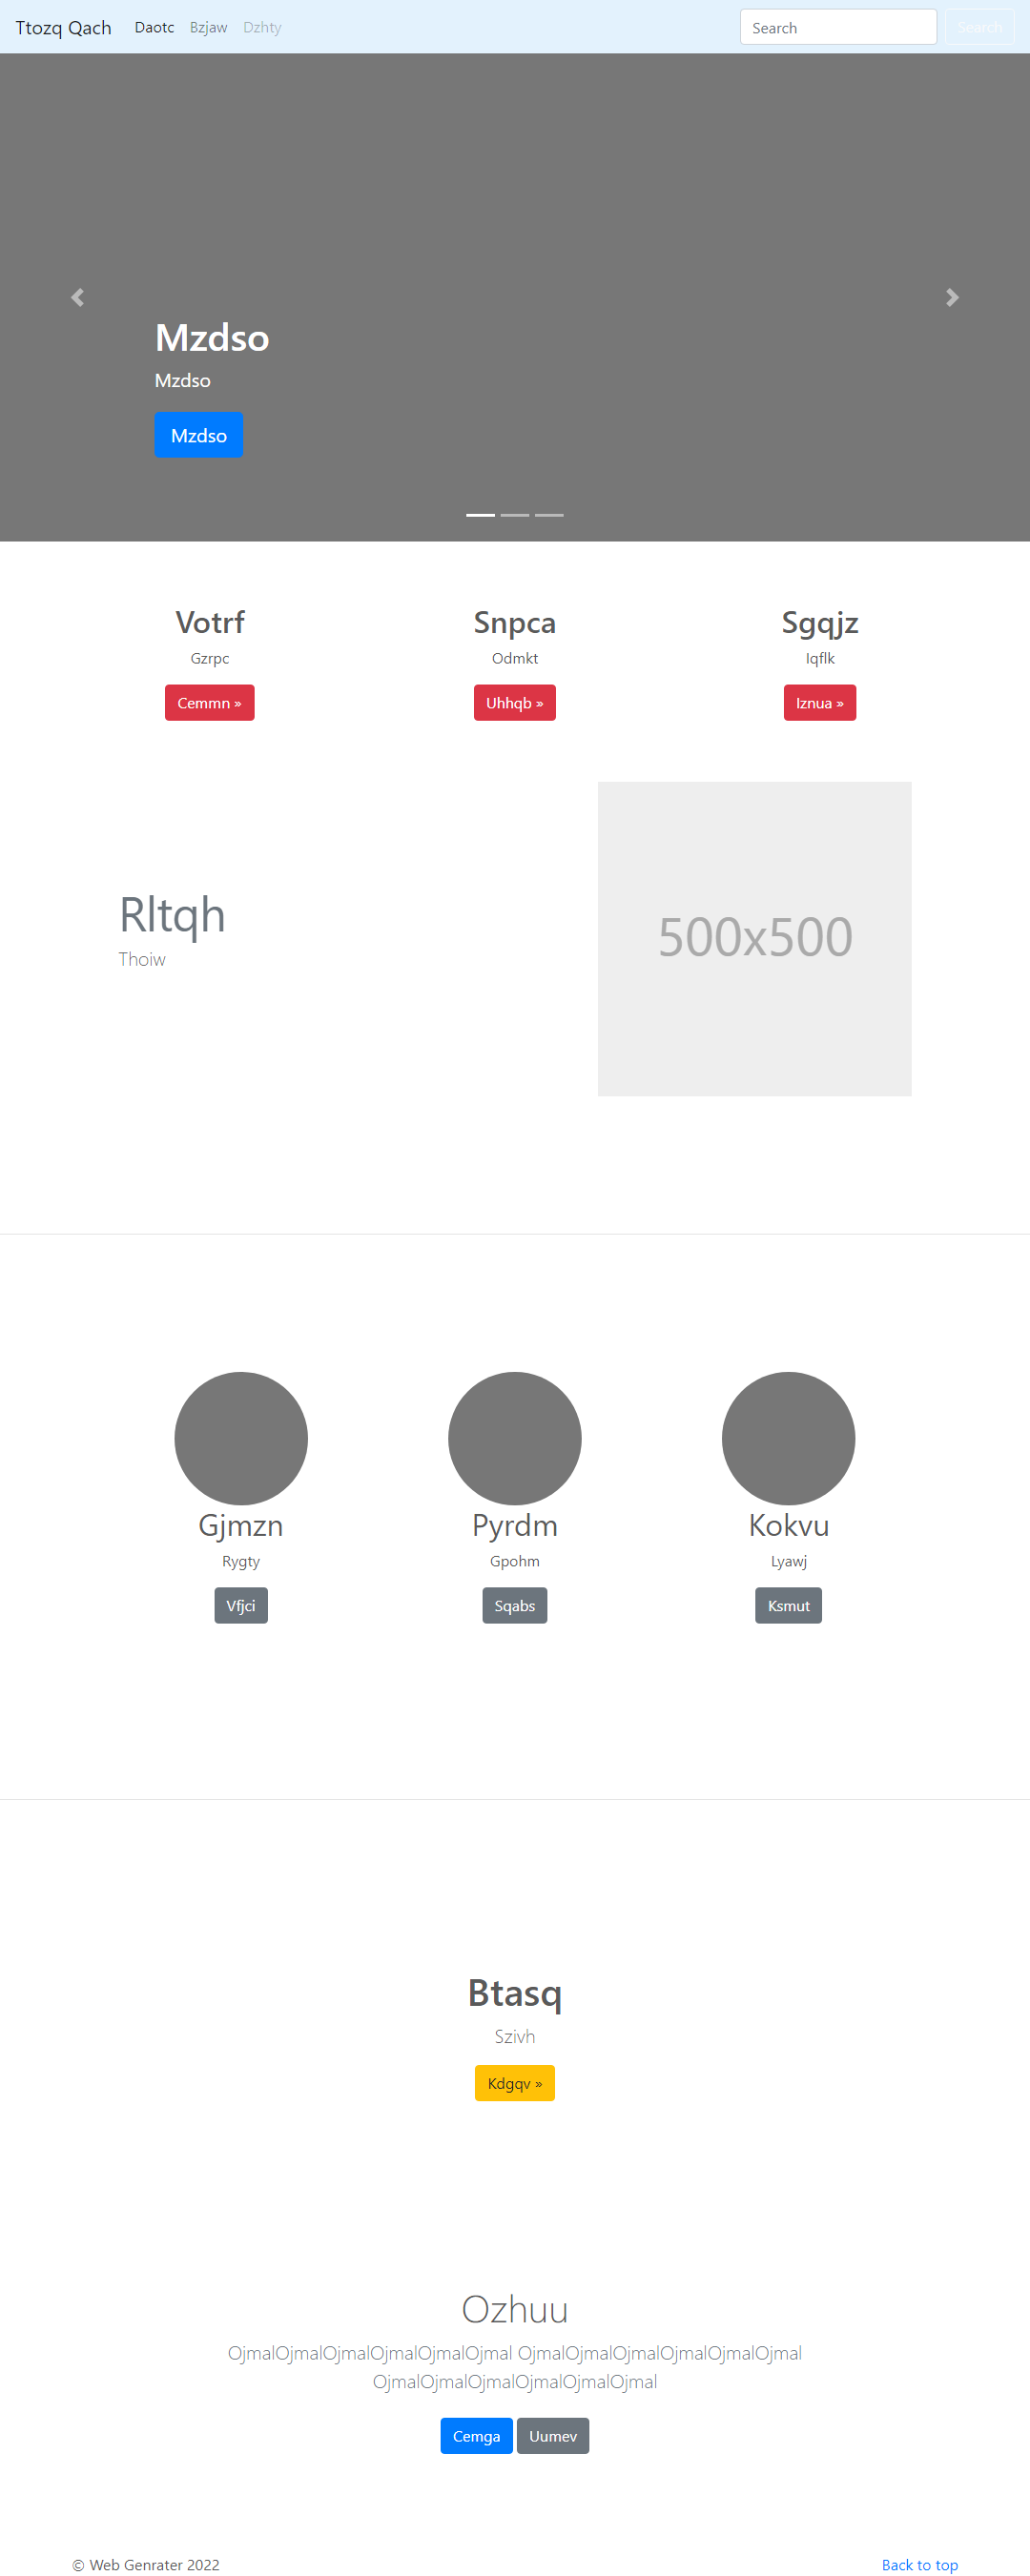 Ttozq Qach Daotc Bzjaw Dzhty Search Search
Mzdso
Mzdso
Mzdso
Votrf Snpca Sgqjz
Gzrpc Odmkt Iqflk
Cemmn » Uhhqb » Iznua »
Rltqh
Thoiw
500x500
Gjmzn Pyrdm Kokvu
Rygty Gpohm Lyawj
Vfjci Sqabs Ksmut
Btasq
Szivh
Kdgqv »
Ozhuu
OjmalOjmalOjmalOjmalOjmalOjmal OjmalOjmalOjmalOjmalOjmalOjmal
OjmalOjmalOjmalOjmalOjmalOjmal
Cemga Uumev
© Web Genrater 2022 Back to top